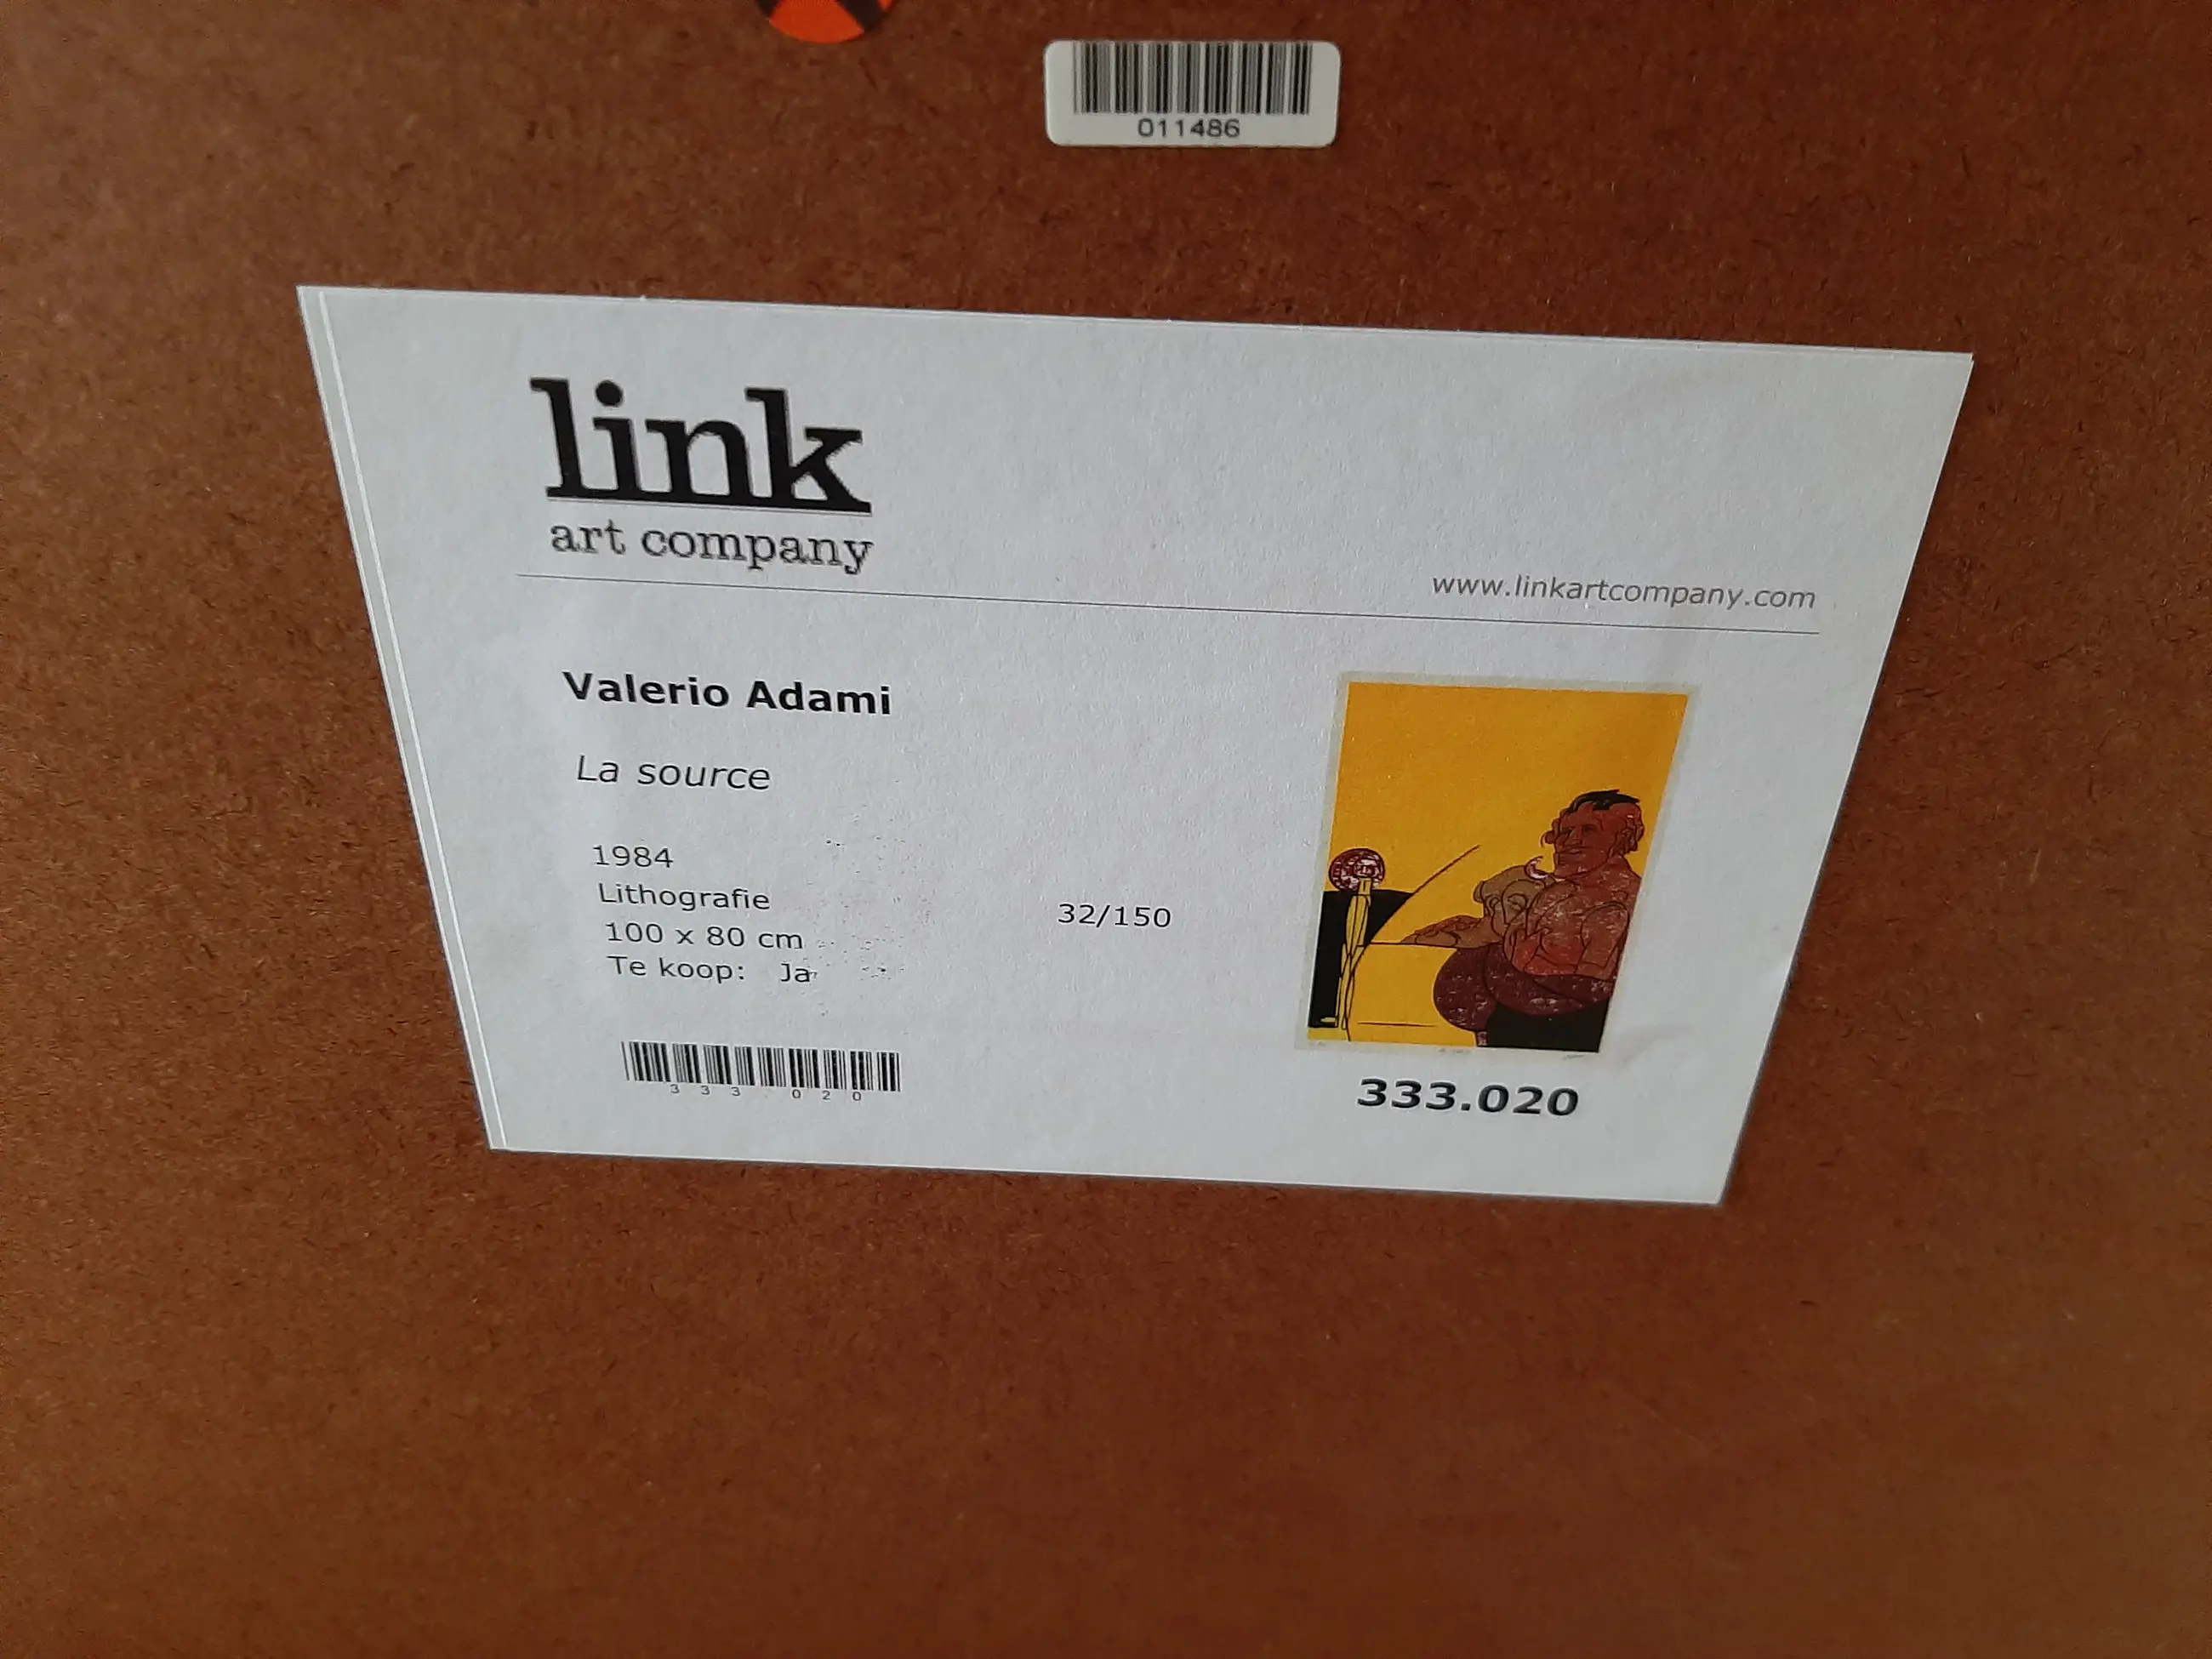 011486
link
art company
www.linkartcompany.com
Valerio Adami
La source
1984
Lithografie
32/150
100 x 80 cm
Te koop: Ja
333 020
333.020